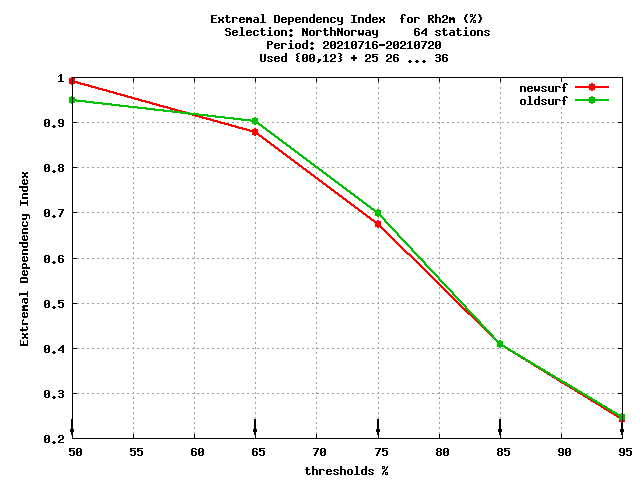 Extremal Dependency Index  for Rh2m (%)
Selection: NorthNorway     64 stations
Period: 20210716-20210720
Used {00,12} + 25 26 ... 36
newsurf
oldsurf
Extremal Dependency Index
1
0.9
0.8
0.7
0.6
0.5
0.4
0.3
0.2
50 55 60 65 70 75 80 85 90 95
thresholds %